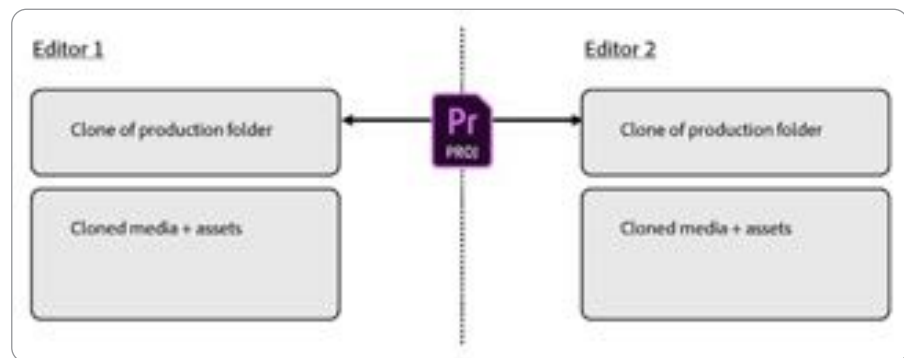 Editor 1
Editor 2
Clone of production folder
Pr
PROJ
Clone of production folder
Cloned media + assets
Cloned media + assets